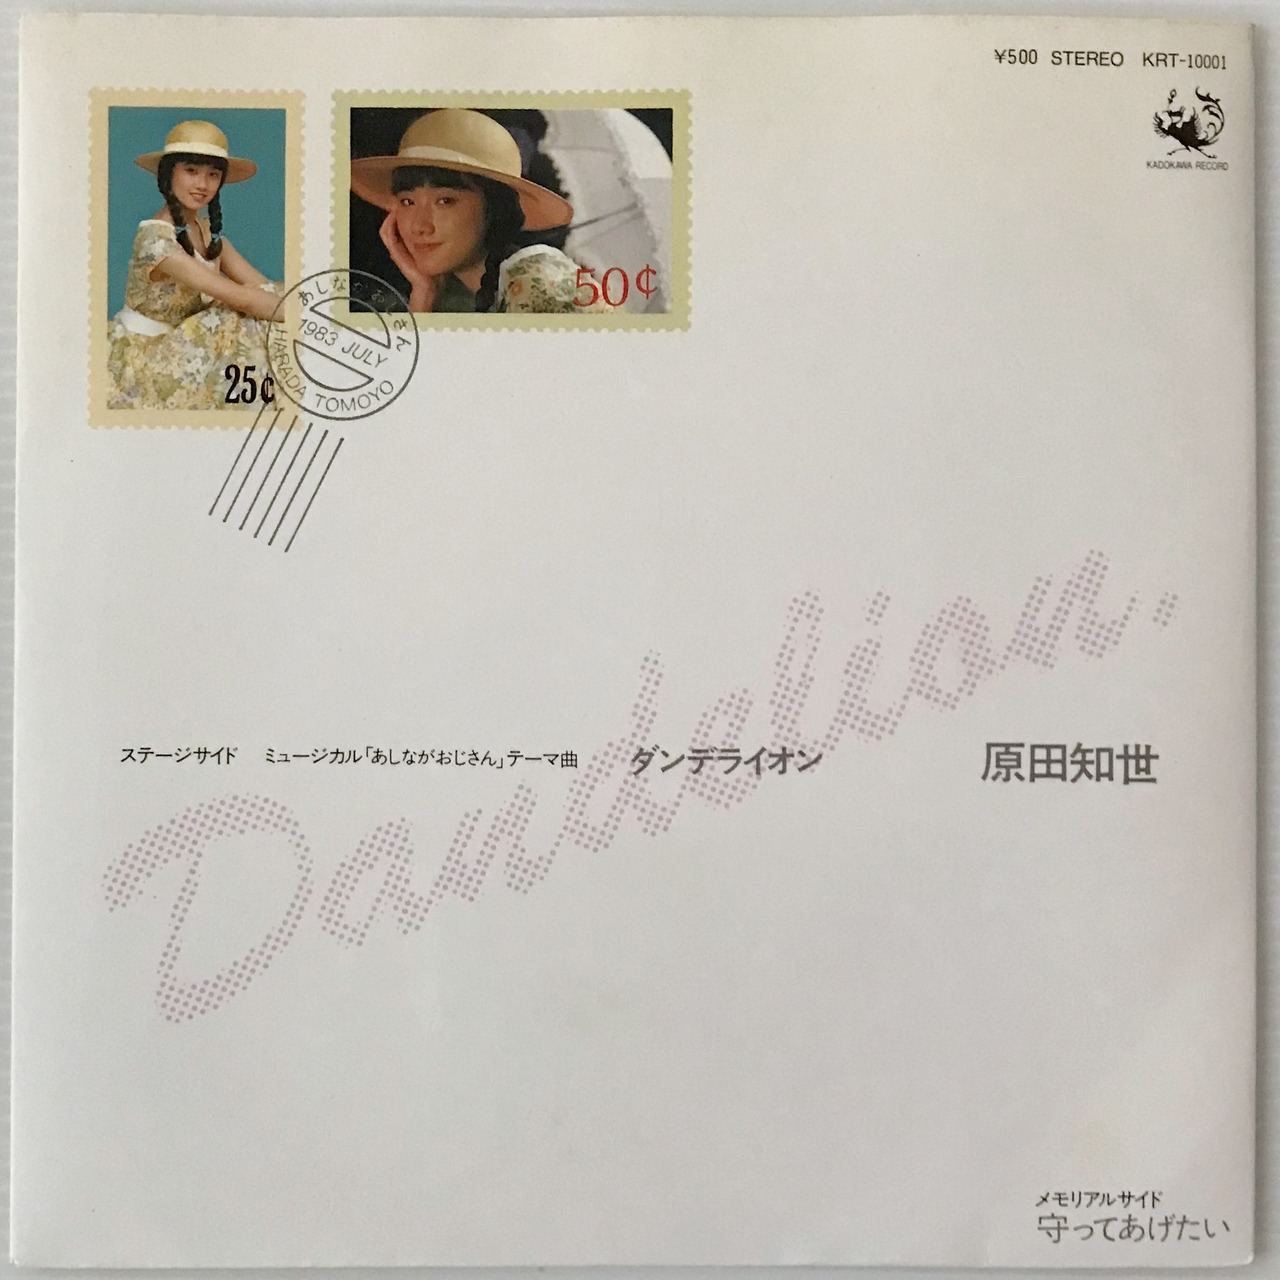 ¥500 STEREO KRT-10001
KADOKAWA RECORD
50¢
25¢
あしながおじさん
1983 JULY
HARADA TOMOYO
Dandelion.
ステージサイド ミュージカル「あしながおじさん」テーマ曲 ダンデライオン 原田知世
メモリアルサイド
守ってあげたい